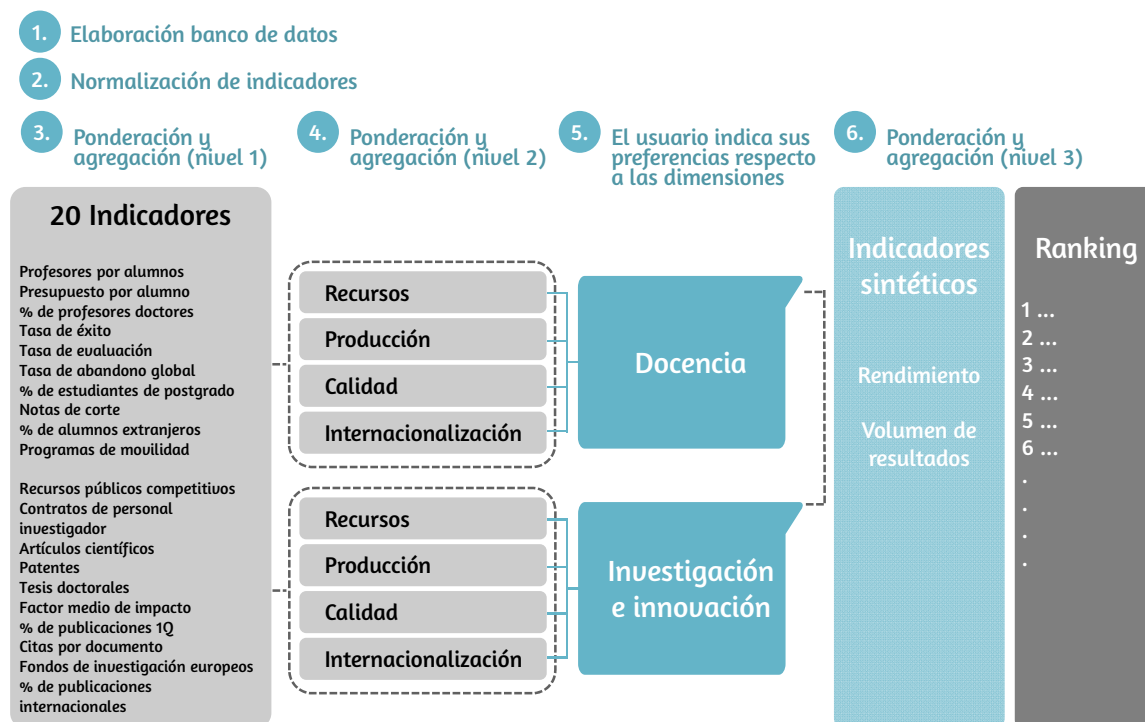 1. Elaboración banco de datos
2. Normalización de indicadores
3. Ponderación y
agregación (nivel 1)
4. Ponderación y
agregación (nivel 2)
5. El usuario indica sus
preferencias respecto
a las dimensiones
6. Ponderación y
agregación (nivel 3)
20 Indicadores
Profesores por alumnos
Presupuesto por alumno
% de profesores doctores
Tasa de éxito
Tasa de evaluación
Tasa de abandono global
% de estudiantes de postgrado
Notas de corte
% de alumnos extranjeros
Programas de movilidad
Recursos públicos competitivos
Contratos de personal
investigador
Artículos científicos
Patentes
Tesis doctorales
Factor medio de impacto
% de publicaciones 1Q
Citas por documento
Fondos de investigación europeos
% de publicaciones
internacionales
Recursos
Producción
Calidad
Internacionalización
Recursos
Producción
Calidad
Internacionalización
Docencia
Investigación
e innovación
Indicadores
sintéticos
Rendimiento
Volumen de
resultados
Ranking
1 ...
2 ...
3 ...
4 ...
5 ...
6 ...
.
.
.
.